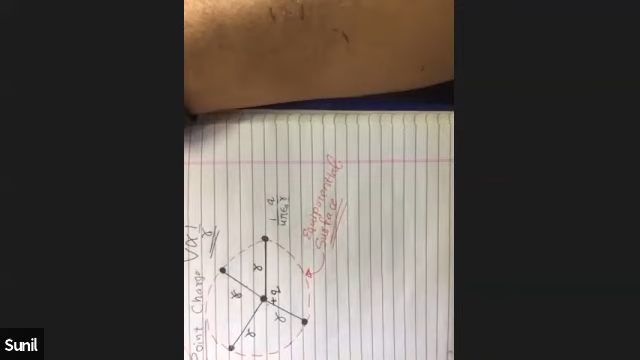 Point Charge V∝1/r
r
r
r
r
+q
1/4πε₀ q/r
Equipotential
Surface
Sunil